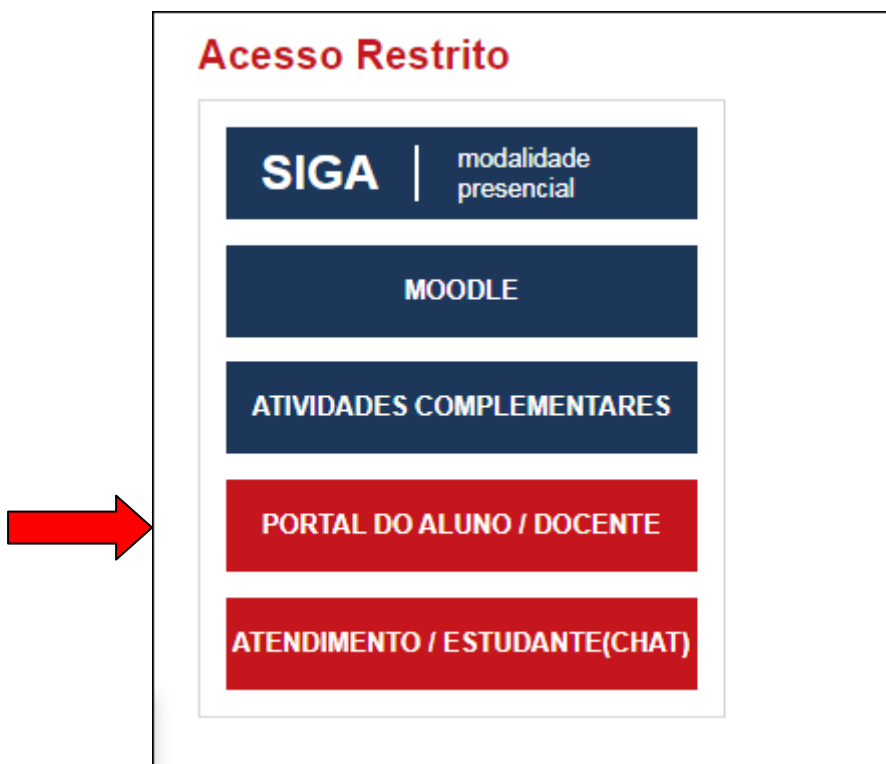 Acesso Restrito
SIGA
modalidade
presencial
MOODLE
ATIVIDADES COMPLEMENTARES
PORTAL DO ALUNO / DOCENTE
ATENDIMENTO / ESTUDANTE(CHAT)